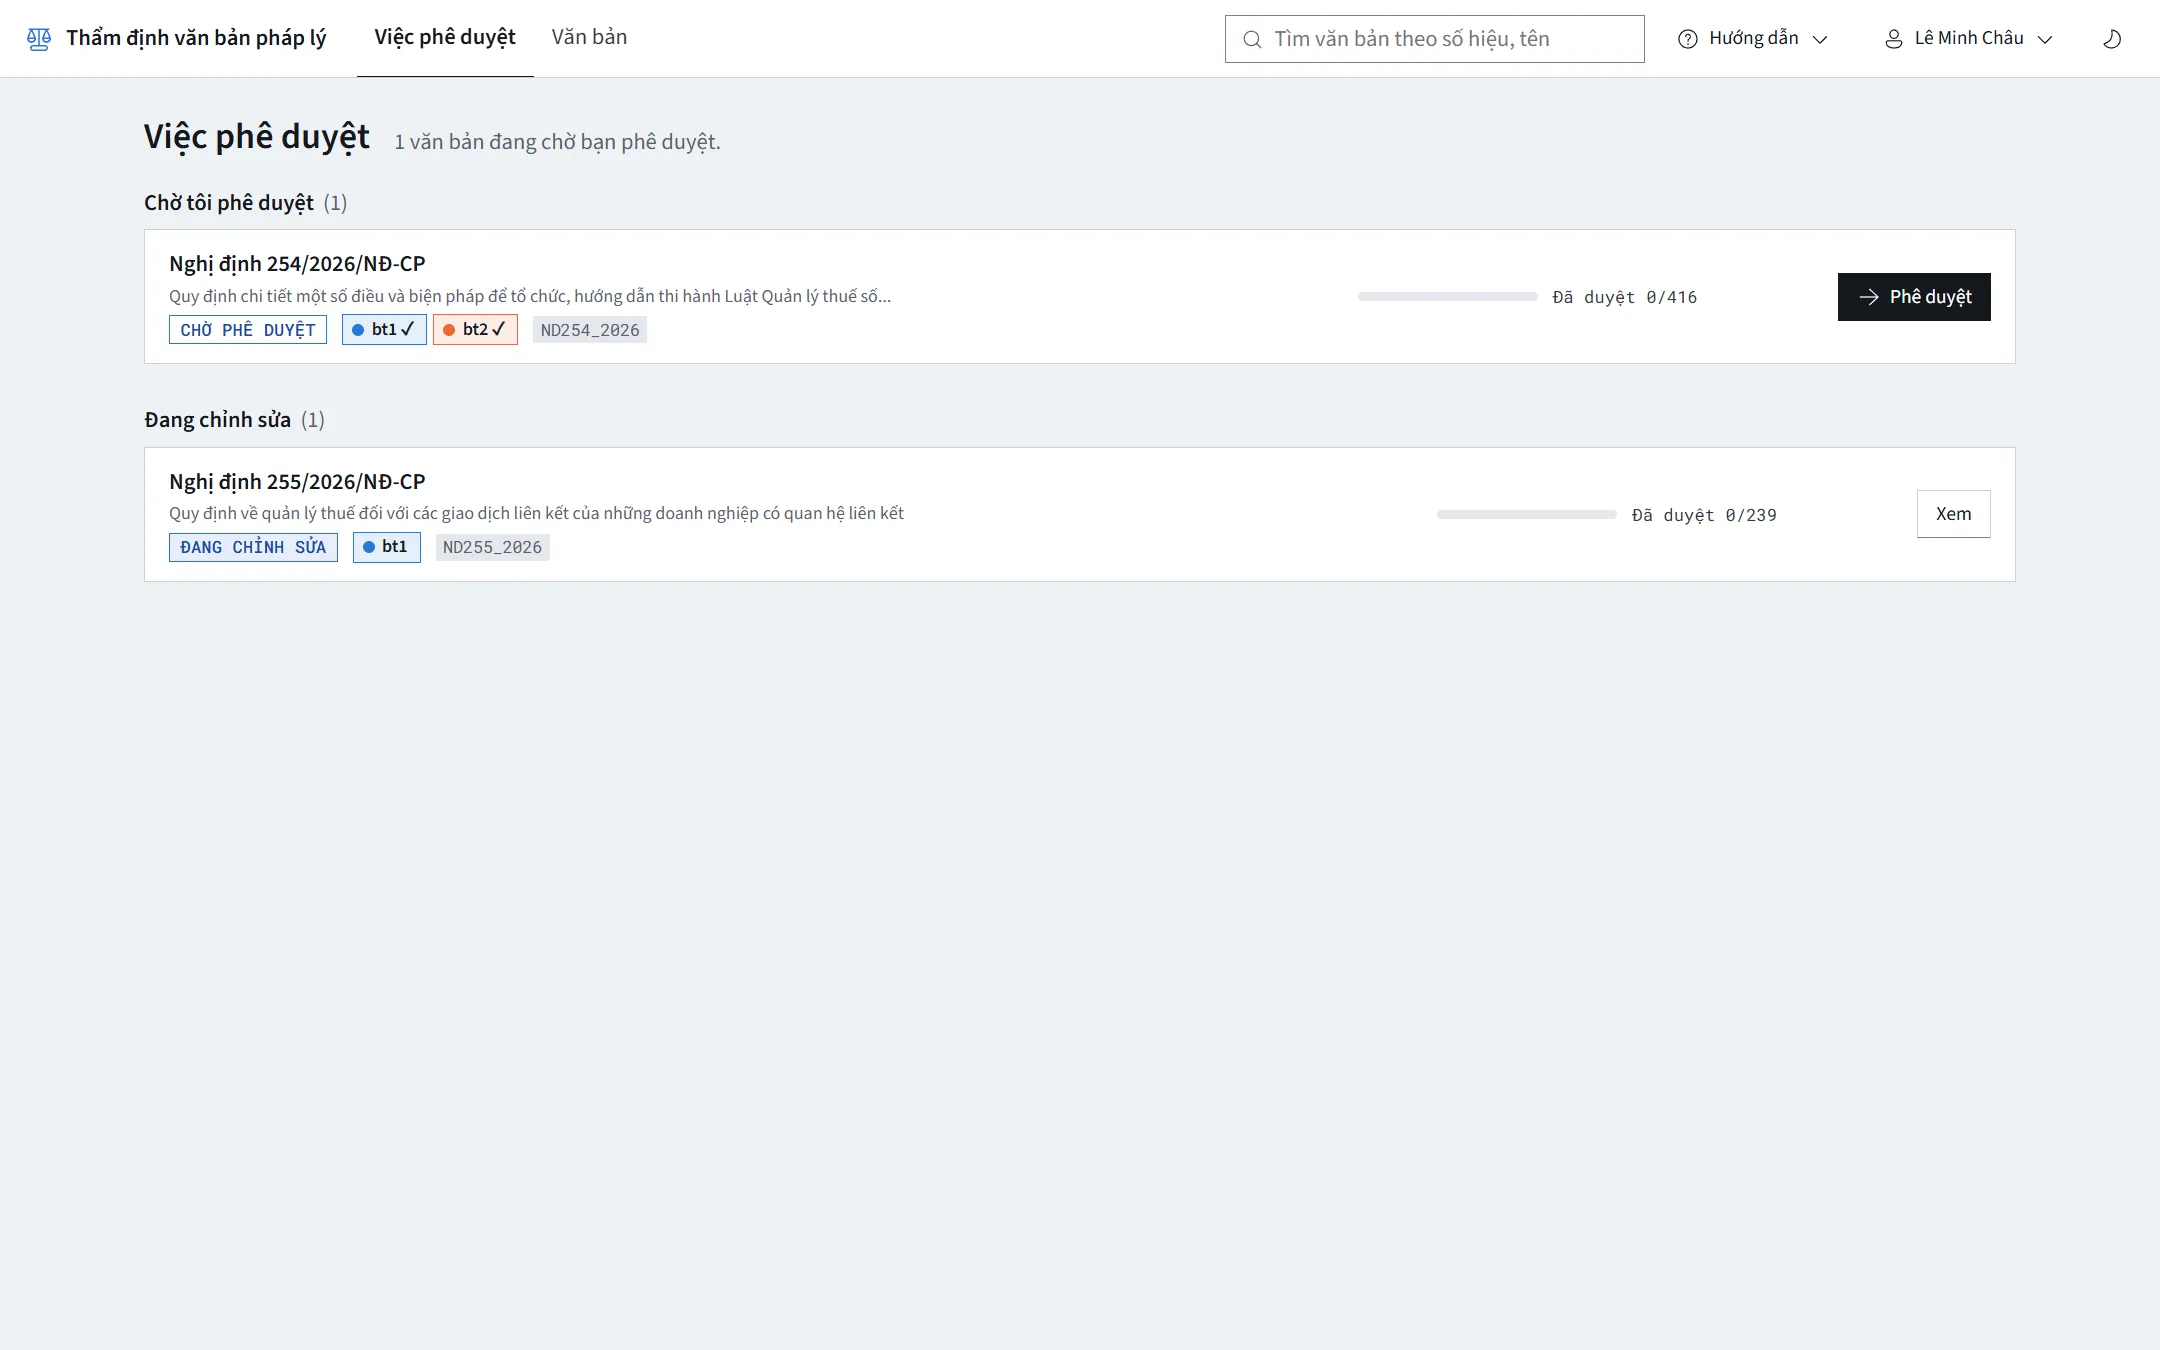 Thẩm định văn bản pháp lý
Việc phê duyệt
Văn bản
Tìm văn bản theo số hiệu, tên
Hướng dẫn
Lê Minh Châu
Việc phê duyệt
1 văn bản đang chờ bạn phê duyệt.
Chờ tôi phê duyệt (1)
Nghị định 254/2026/NĐ-CP
Quy định chi tiết một số điều và biện pháp để tổ chức, hướng dẫn thi hành Luật Quản lý thuế số...
CHỜ PHÊ DUYỆT
bt1 ✓
bt2 ✓
ND254_2026
Đã duyệt 0/416
Phê duyệt
Đang chỉnh sửa (1)
Nghị định 255/2026/NĐ-CP
Quy định về quản lý thuế đối với các giao dịch liên kết của những doanh nghiệp có quan hệ liên kết
ĐANG CHỈNH SỬA
bt1
ND255_2026
Đã duyệt 0/239
Xem